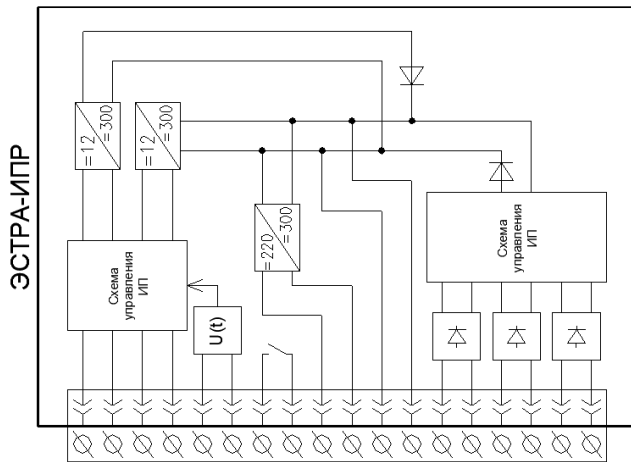 ЭСТРА-ИПР
=12
=300
=12
=300
=220
=300
Схема
управления
ИП
U(t)
Схема
управления
ИП